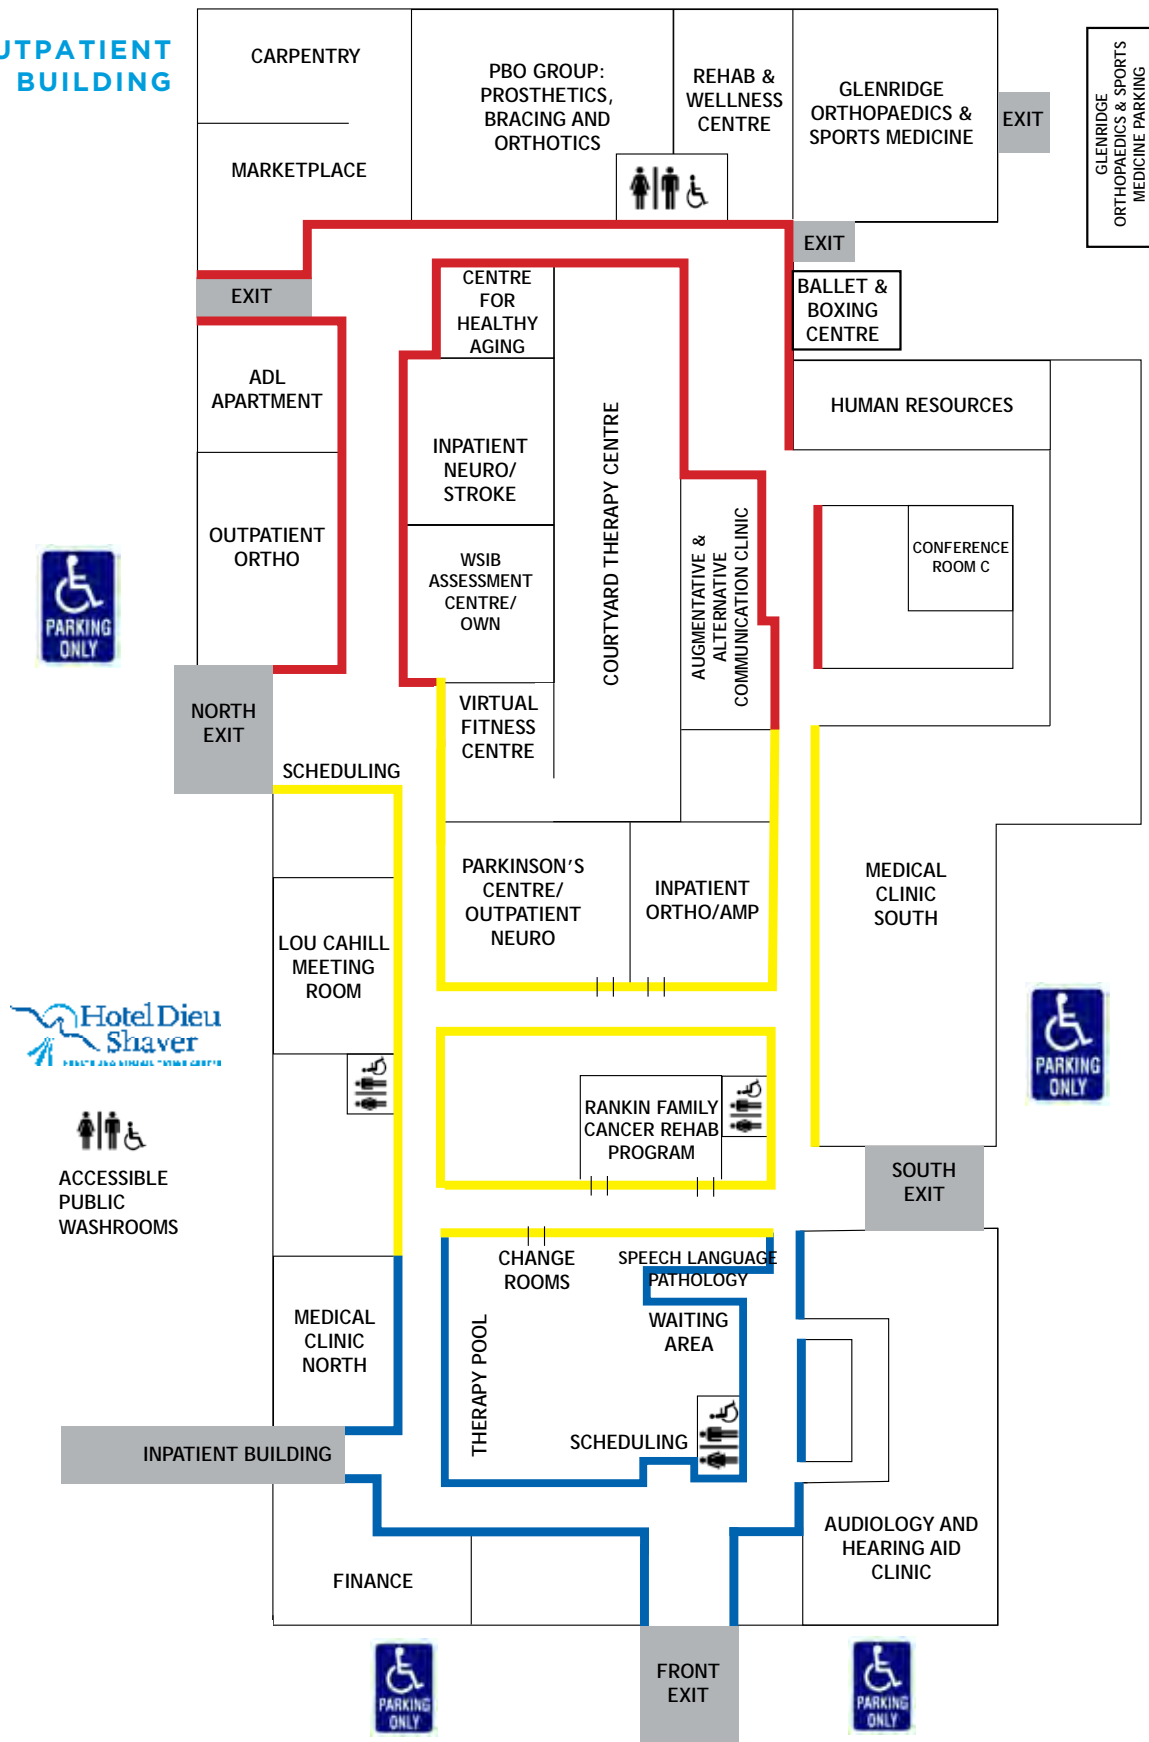 UTPATIENT
BUILDING
CARPENTRY
MARKETPLACE
PBO GROUP:
PROSTHETICS,
BRACING AND
ORTHOTICS
REHAB &
WELLNESS
CENTRE
GLENRIDGE
ORTHOPAEDICS &
SPORTS MEDICINE
EXIT
GLENRIDGE
ORTHOPAEDICS & SPORTS
MEDICINE PARKING
EXIT
EXIT
BALLET &
BOXING
CENTRE
CENTRE
FOR
HEALTHY
AGING
ADL
APARTMENT
HUMAN RESOURCES
INPATIENT
NEURO/
STROKE
COURTYARD THERAPY CENTRE
OUTPATIENT
ORTHO
WSIB
ASSESSMENT
CENTRE/
OWN
AUGMENTATIVE &
ALTERNATIVE
COMMUNICATION CLINIC
CONFERENCE
ROOM C
PARKING
ONLY
NORTH
EXIT
VIRTUAL
FITNESS
CENTRE
SCHEDULING
PARKINSON'S
CENTRE/
OUTPATIENT
NEURO
INPATIENT
ORTHO/AMP
MEDICAL
CLINIC
SOUTH
LOU CAHILL
MEETING
ROOM
Hotel Dieu
Shaver
PARKING
ONLY
RANKIN FAMILY
CANCER REHAB
PROGRAM
ACCESSIBLE
PUBLIC
WASHROOMS
SOUTH
EXIT
CHANGE
ROOMS
SPEECH LANGUAGE
PATHOLOGY
MEDICAL
CLINIC
NORTH
WAITING
AREA
THERAPY POOL
SCHEDULING
INPATIENT BUILDING
AUDIOLOGY AND
HEARING AID
CLINIC
FINANCE
FRONT
EXIT
PARKING
ONLY
PARKING
ONLY